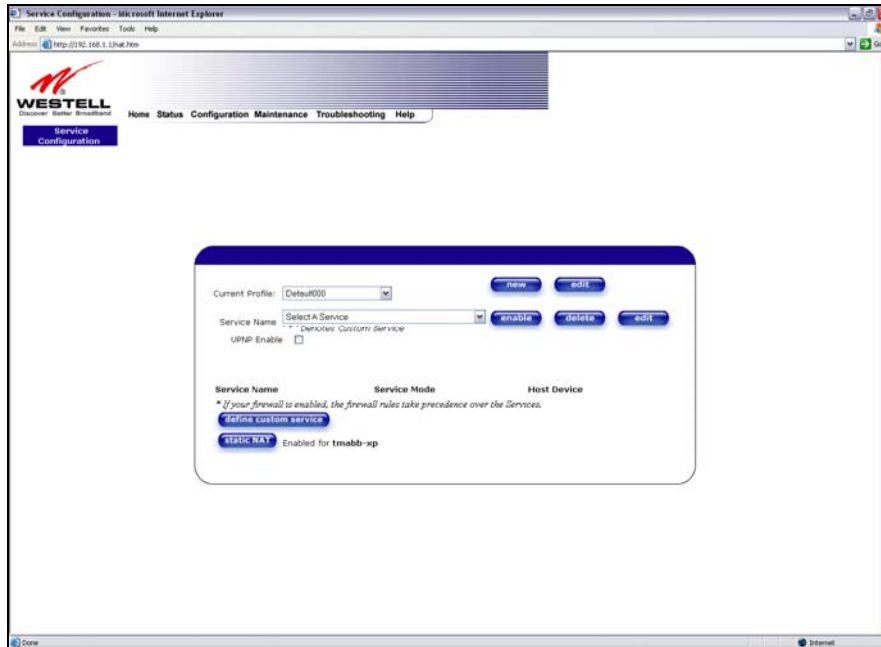 Service Configuration - Microsoft Internet Explorer
File Edit View Favorites Tools Help
Address http://192.168.1.1/nat.htm Go
WESTELL
Discover Better Broadband
Home Status Configuration Maintenance Troubleshooting Help
Service
Configuration
Current Profile: Default000 new edit
Service Name Select A Service enable delete edit
"*" Denotes Custom Service
UPNP Enable
Service Name Service Mode Host Device
* If your firewall is enabled, the firewall rules take precedence over the Services.
define custom service
static NAT Enabled for tmabb-xp
Done Internet